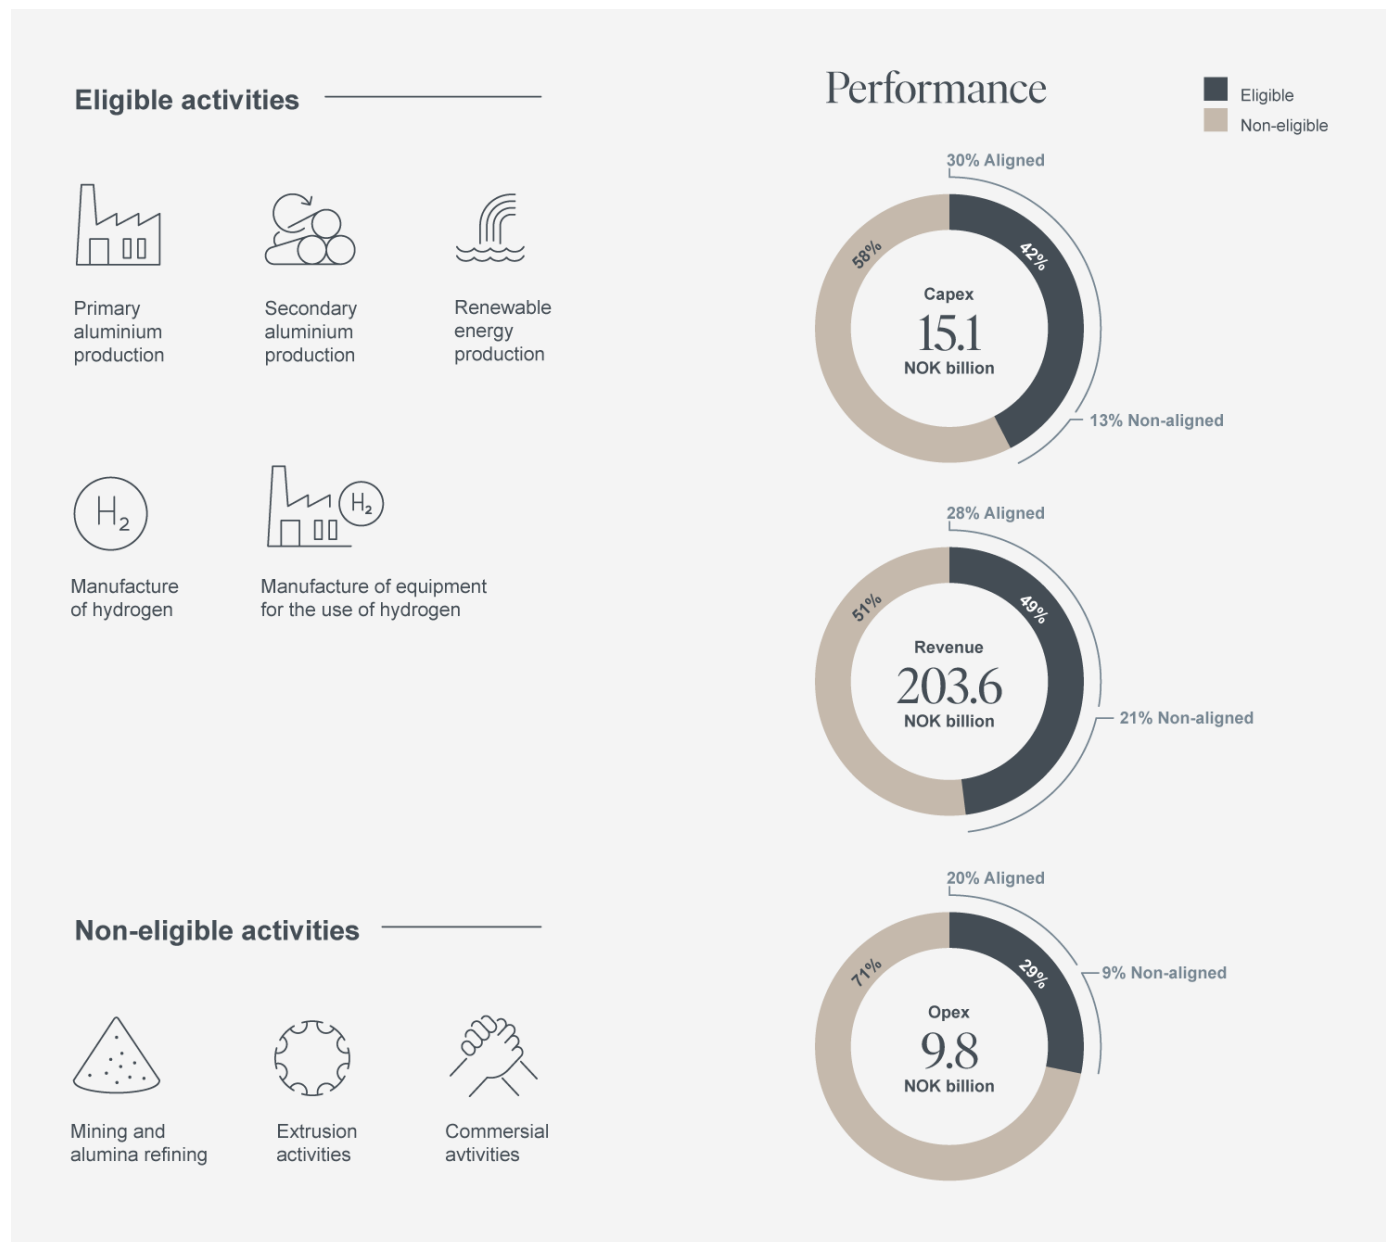 Eligible activities
Primary
aluminium
production
Secondary
aluminium
production
Renewable
energy
production
H2
Manufacture
of hydrogen
H2
Manufacture of equipment
for the use of hydrogen
Non-eligible activities
Mining and
alumina refining
Extrusion
activities
Commersial
avtivities
Performance
Eligible
Non-eligible
30% Aligned
58%
42%
Capex
15.1
NOK billion
13% Non-aligned
28% Aligned
51%
49%
Revenue
203.6
NOK billion
21% Non-aligned
20% Aligned
71%
29%
9% Non-aligned
Opex
9.8
NOK billion